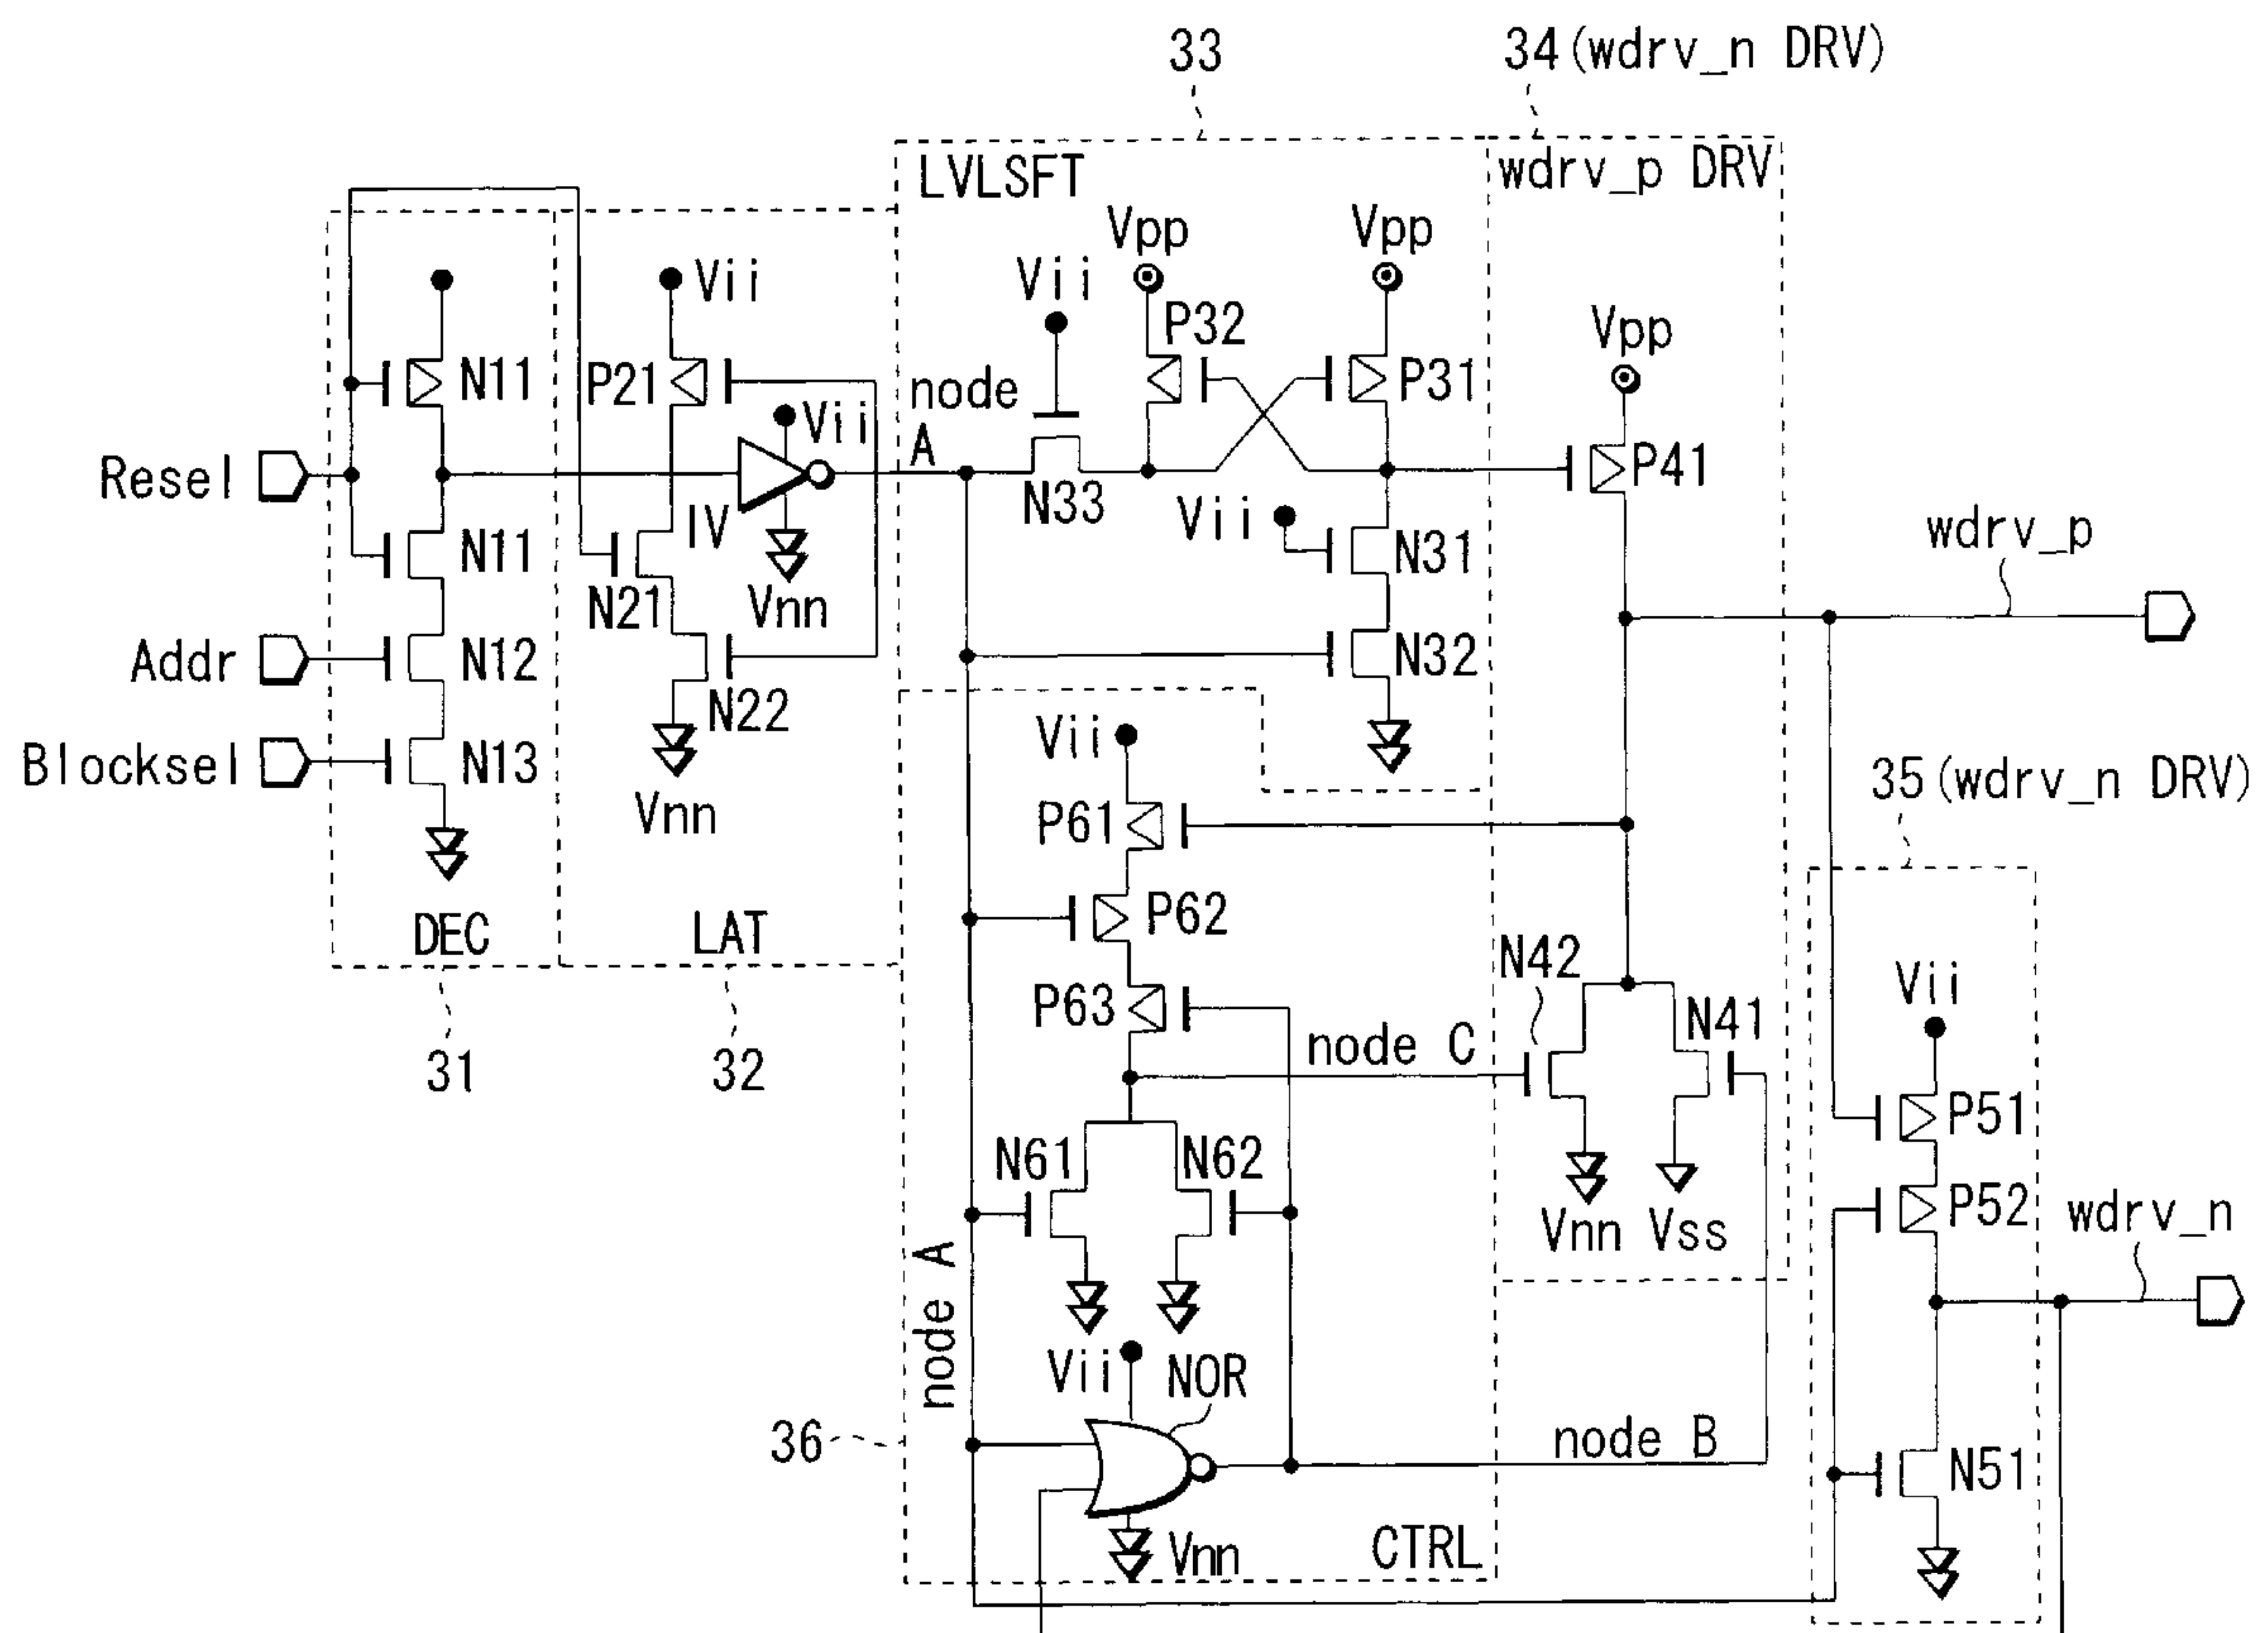 33
34(wdrv_n DRV)
LVLSFT
wdrv_p DRV
Vpp
Vpp
Vii
Vii
P32
Vpp
N11
P21
node
A
P31
Vii
P41
Resel
N33
Vii
IV
wdrv_p
N11
N21
Vnn
N31
Addr
N12
N32
N22
Vii
Blocksel
N13
Vnn
35(wdrv_n DRV)
P61
DEC
LAT
P62
N42
Vii
P63
N41
31
32
node C
P51
N61
N62
P52
Vnn
Vss
wdrv_n
node A
Vii
NOR
36
node B
N51
Vnn
CTRL